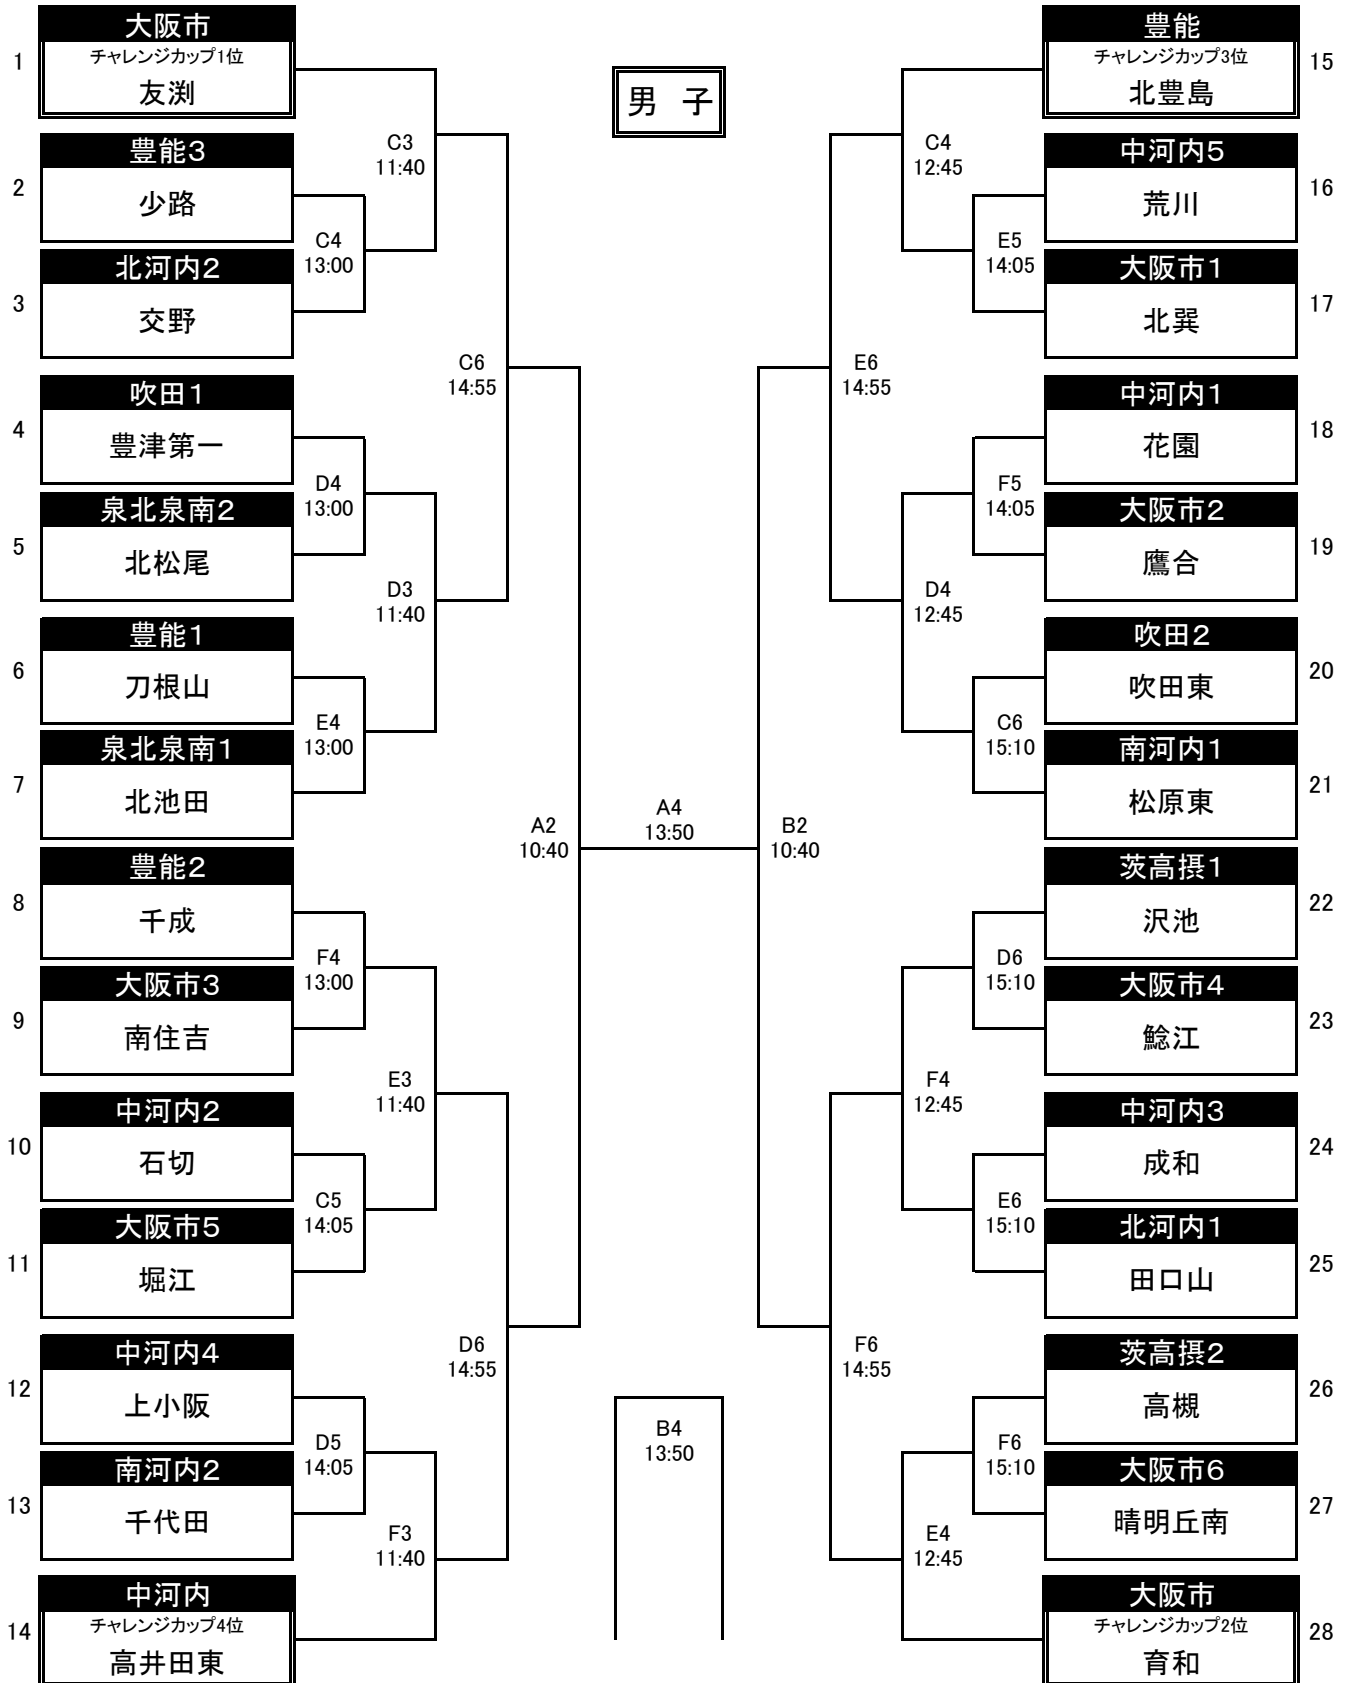 男 子
1
大阪市
チャレンジカップ1位
友渕
2
豊能3
少路
3
北河内2
交野
4
吹田1
豊津第一
5
泉北泉南2
北松尾
6
豊能1
刀根山
7
泉北泉南1
北池田
8
豊能2
千成
9
大阪市3
南住吉
10
中河内2
石切
11
大阪市5
堀江
12
中河内4
上小阪
13
南河内2
千代田
14
中河内
チャレンジカップ4位
高井田東
C4
13:00
D4
13:00
E4
13:00
F4
13:00
C5
14:05
D5
14:05
C3
11:40
D3
11:40
E3
11:40
F3
11:40
C6
14:55
D6
14:55
A2
10:40
A4
13:50
B4
13:50
B2
10:40
E6
14:55
F6
14:55
C4
12:45
D4
12:45
F4
12:45
E4
12:45
E5
14:05
F5
14:05
C6
15:10
D6
15:10
E6
15:10
F6
15:10
豊能
チャレンジカップ3位
北豊島
15
中河内5
荒川
16
大阪市1
北巽
17
中河内1
花園
18
大阪市2
鷹合
19
吹田2
吹田東
20
南河内1
松原東
21
茨高摂1
沢池
22
大阪市4
鯰江
23
中河内3
成和
24
北河内1
田口山
25
茨高摂2
高槻
26
大阪市6
晴明丘南
27
大阪市
チャレンジカップ2位
育和
28